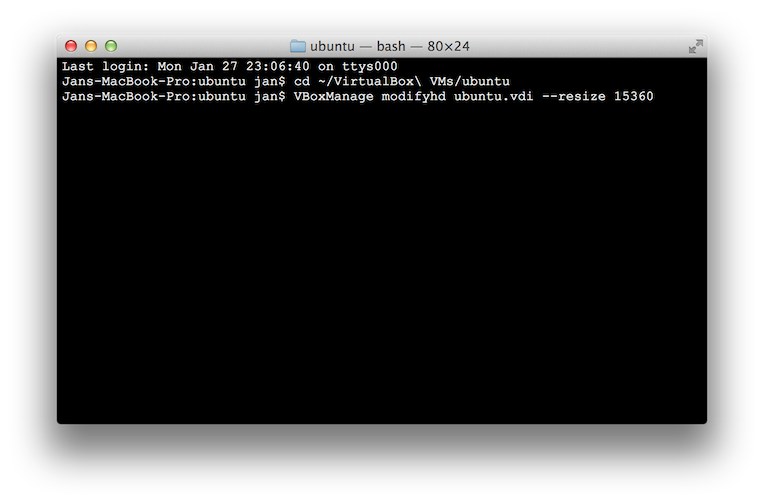 ubuntu — bash — 80×24
Last login: Mon Jan 27 23:06:40 on ttys000
Jans-MacBook-Pro:ubuntu jan$ cd ~/VirtualBox\ VMs/ubuntu
Jans-MacBook-Pro:ubuntu jan$ VBoxManage modifyhd ubuntu.vdi --resize 15360